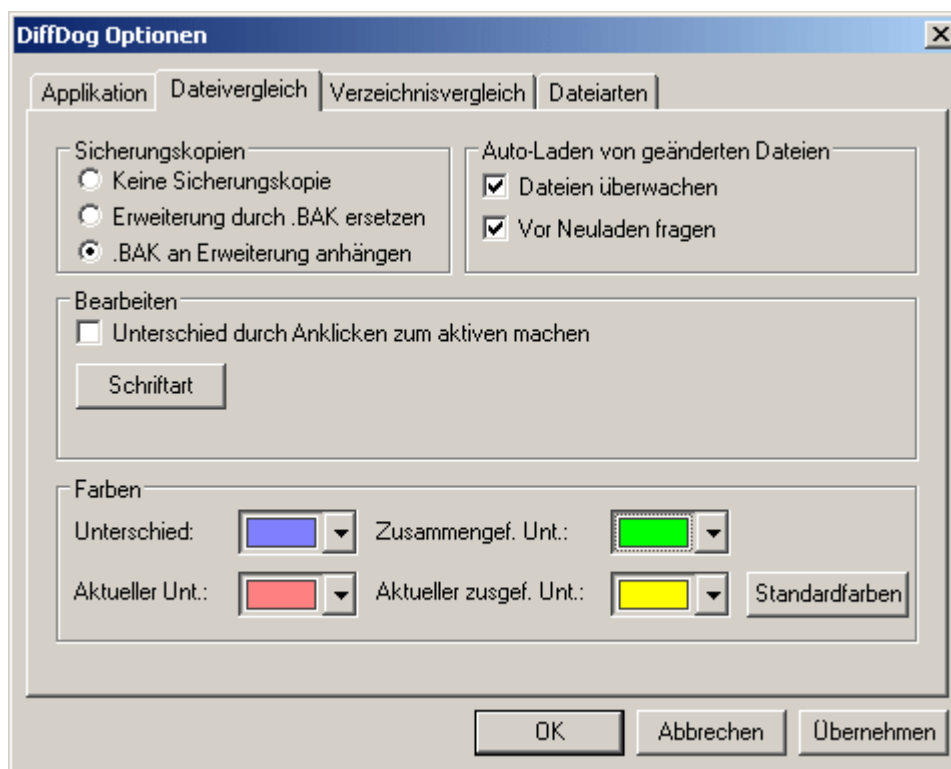 DiffDog Optionen
Applikation Dateivergleich Verzeichnisvergleich Dateiarten
Sicherungskopien
Keine Sicherungskopie
Erweiterung durch .BAK ersetzen
.BAK an Erweiterung anhängen
Auto-Laden von geänderten Dateien
Dateien überwachen
Vor Neuladen fragen
Bearbeiten
Unterschied durch Anklicken zum aktiven machen
Schriftart
Farben
Unterschied: Zusammengef. Unt.:
Aktueller Unt.: Aktueller zusgef. Unt.: Standardfarben
OK Abbrechen Übernehmen